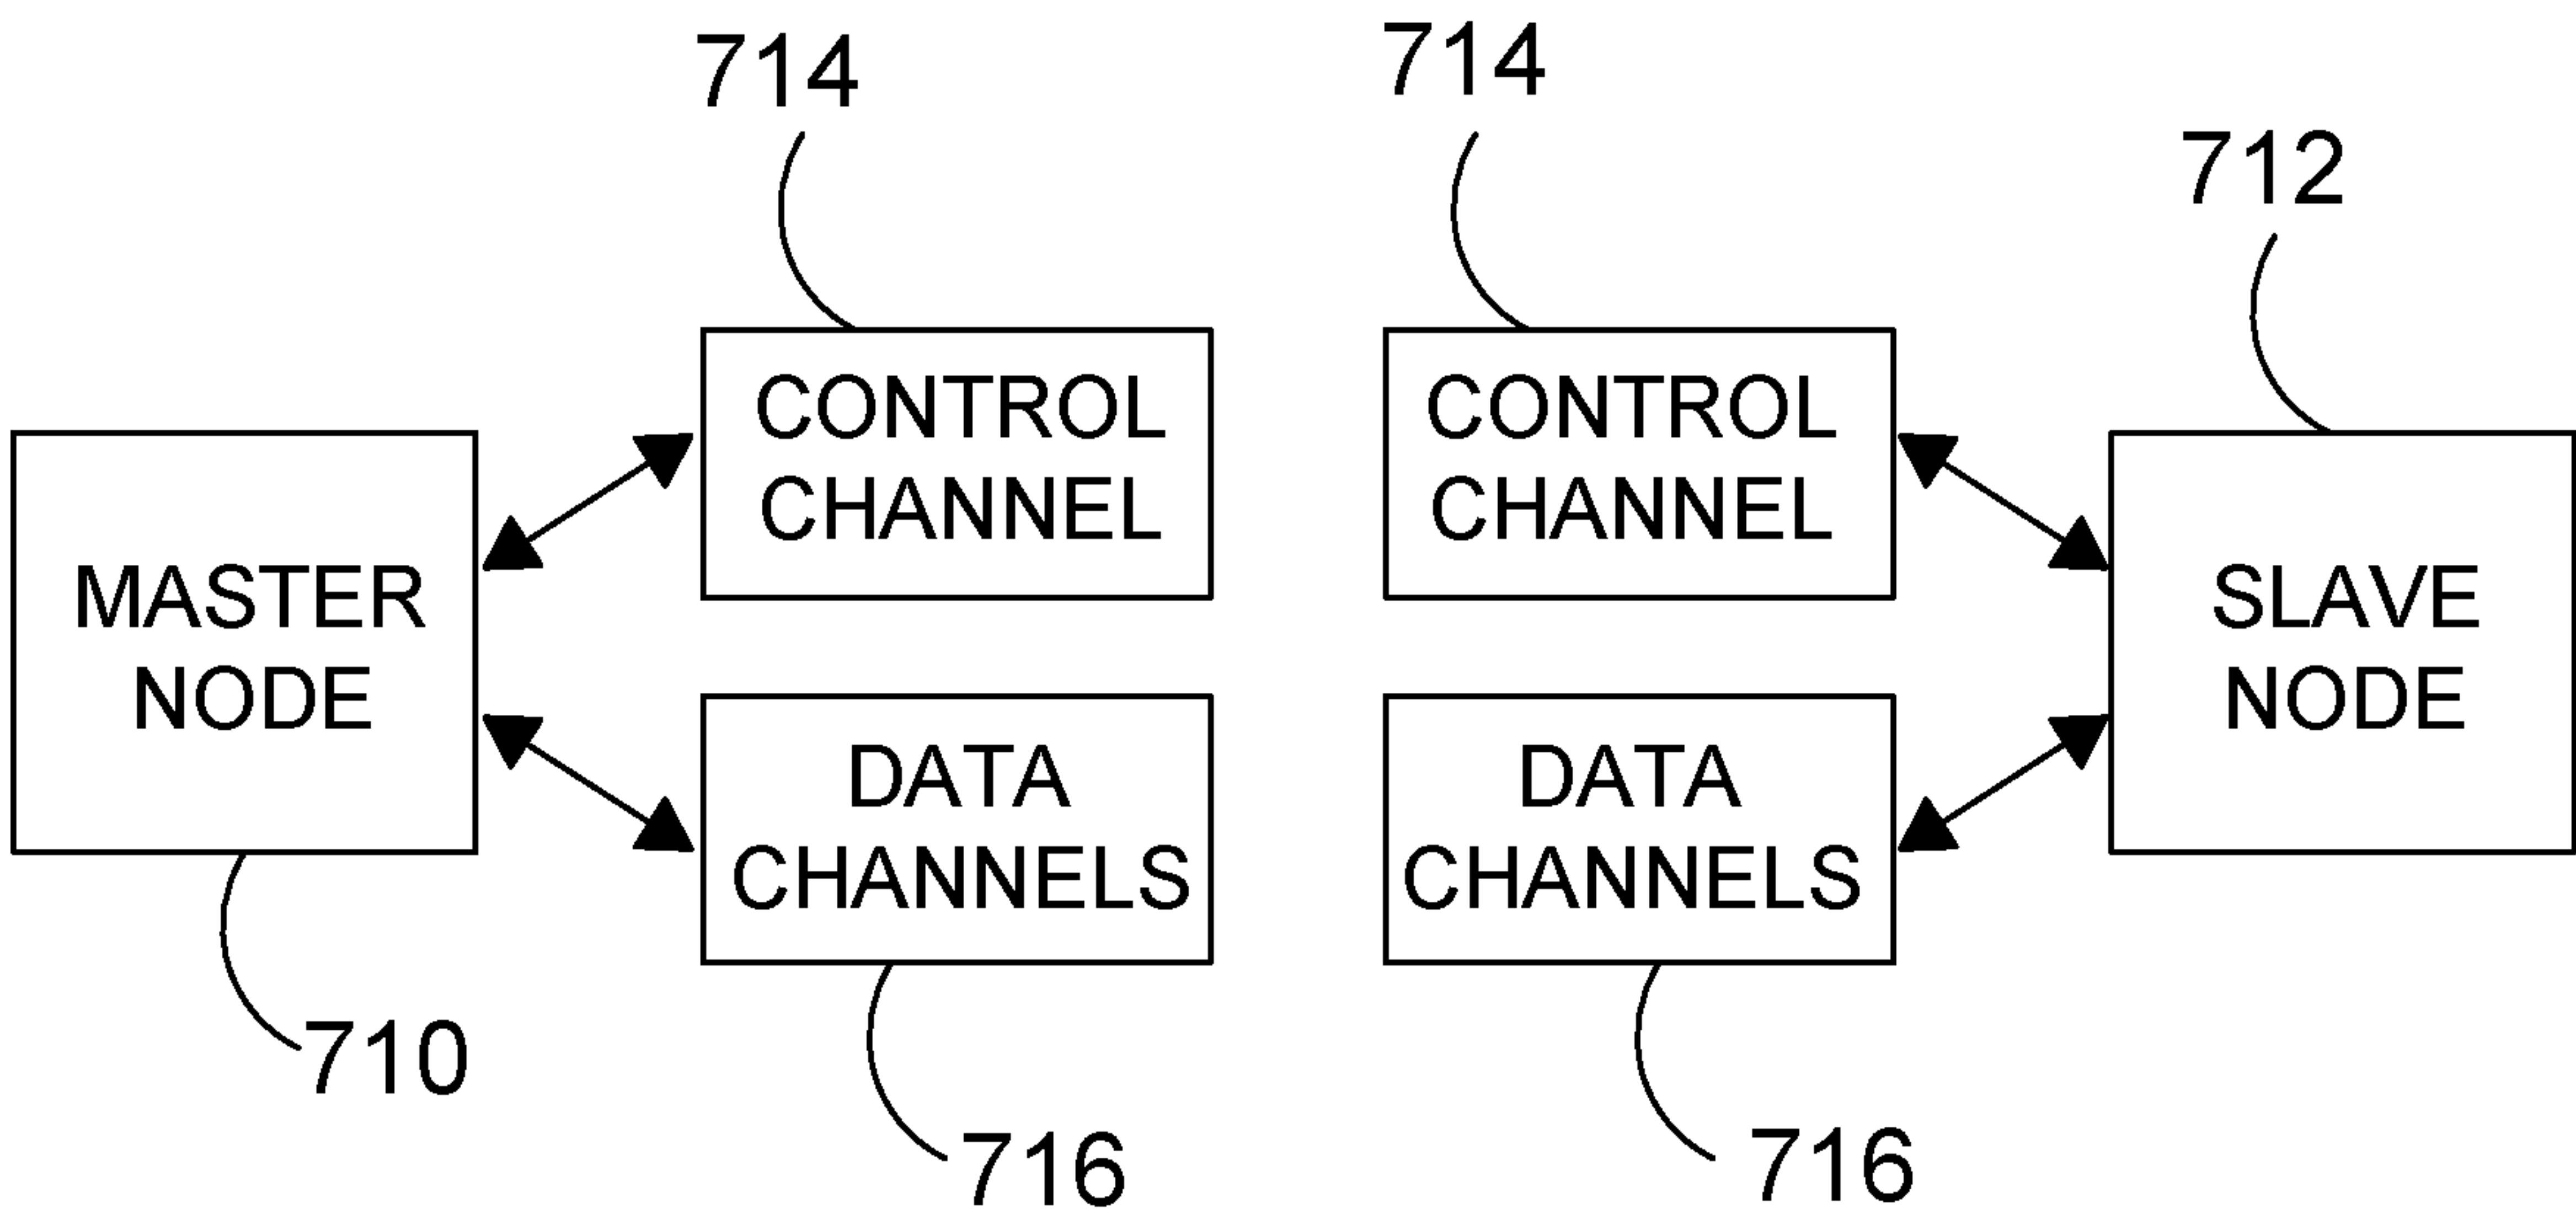 714
714
712
CONTROL
CHANNEL
CONTROL
CHANNEL
MASTER
NODE
SLAVE
NODE
DATA
CHANNELS
DATA
CHANNELS
710
716
716